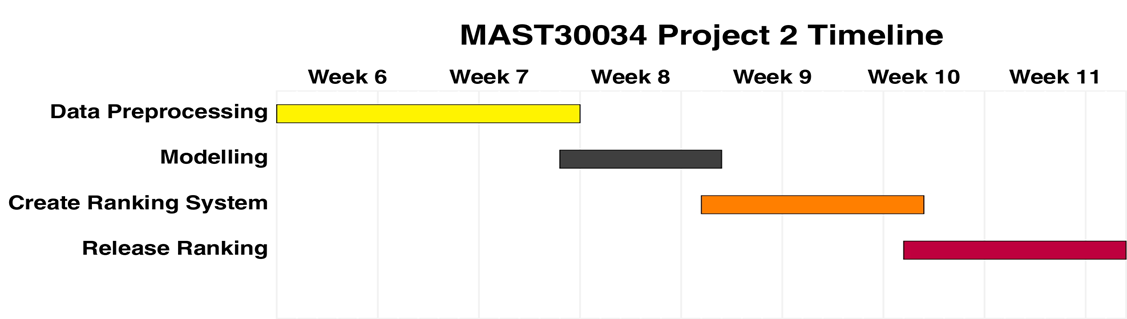 MAST30034 Project 2 Timeline
Week 6 Week 7 Week 8 Week 9 Week 10 Week 11
Data Preprocessing
Modelling
Create Ranking System
Release Ranking